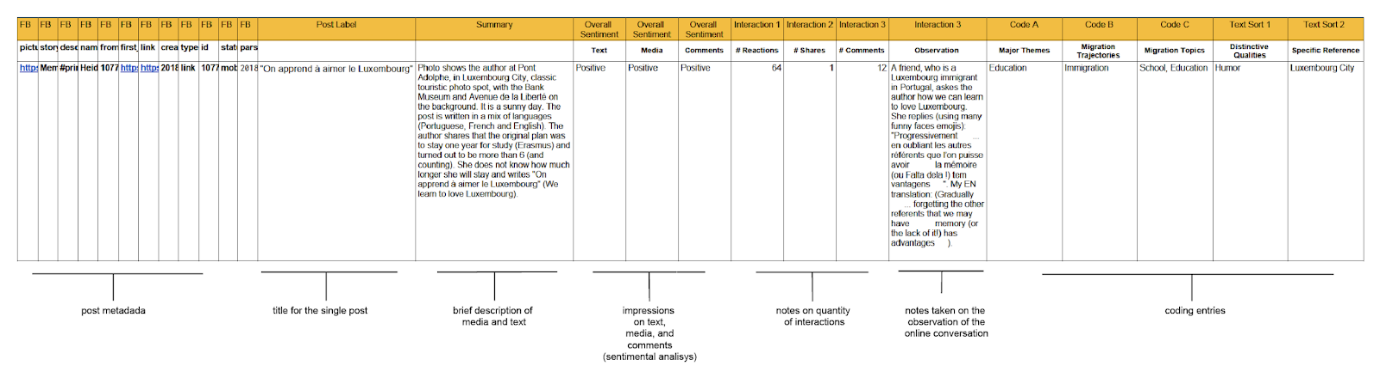 FB FB FB FB FB FB FB FB FB FB FB FB Post Label Summary Overall Sentiment Overall Sentiment Overall Sentiment Interaction 1 Interaction 2 Interaction 3 Interaction 3 Code A Code B Code C Text Sort 1 Text Sort 2
pictu story desc nam from first_ link crea type id stat pars Text Media Comments # Reactions # Shares # Comments Observation Major Themes Migration Trajectories Migration Topics Distinctive Qualities Specific Reference
http: Mem #pri Heid 1077 http: http: 2018 link 1077 mob 2018 "On apprend à aimer le Luxembourg"
Photo shows the author at Pont
Adolphe, in Luxembourg City, classic
touristic photo spot, with the Bank
Museum and Avenue de la Liberté on
the background. It is a sunny day. The
post is written in a mix of languages
(Portuguese, French and English). The
author shares that the original plan was
to stay one year for study (Erasmus) and
turned out to be more than 6 (and
counting). She does not know how much
longer she will stay and writes "On
apprend à aimer le Luxembourg" (We
learn to love Luxembourg).
Positive Positive Positive 64 1 12
A friend, who is a
Luxembourg immigrant
in Portugal, askes the
author how we can learn
to love Luxembourg.
She replies (using many
funny faces emojis):
"Progressivement ...
en oubliant les autres
référents que l'on puisse
avoir la mémoire
(ou Falta dela !) tem
vantagens ". My EN
translation: (Gradually
... forgetting the other
referents that we may
have memory (or
the lack of it!) has
advantages ).
Education Immigration School, Education Humor Luxembourg City
post metadada
title for the single post
brief description of
media and text
impressions
on text,
media, and
comments
(sentimental analisys)
notes on quantity
of interactions
notes taken on the
observation of the
online conversation
coding entries